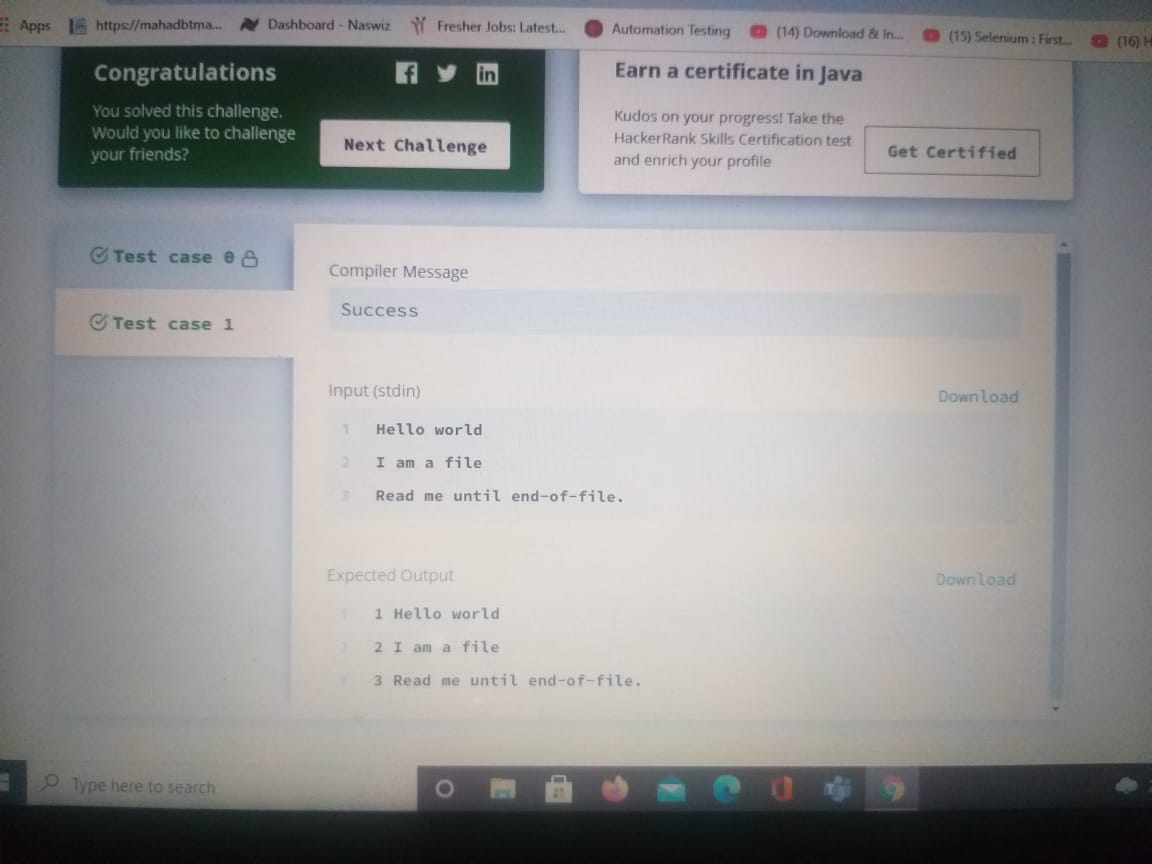 Apps https://mahadbtma... Dashboard - Naswiz Fresher Jobs: Latest... Automation Testing (14) Download & In... (15) Selenium : First... (16) H
Congratulations
You solved this challenge.
Would you like to challenge
your friends?
Next Challenge
Earn a certificate in Java
Kudos on your progress! Take the
HackerRank Skills Certification test
and enrich your profile
Get Certified
Test case 0
Test case 1
Compiler Message
Success
Input (stdin)
Download
1 Hello world
2 I am a file
3 Read me until end-of-file.
Expected Output
Download
1 1 Hello world
2 2 I am a file
3 3 Read me until end-of-file.
Type here to search